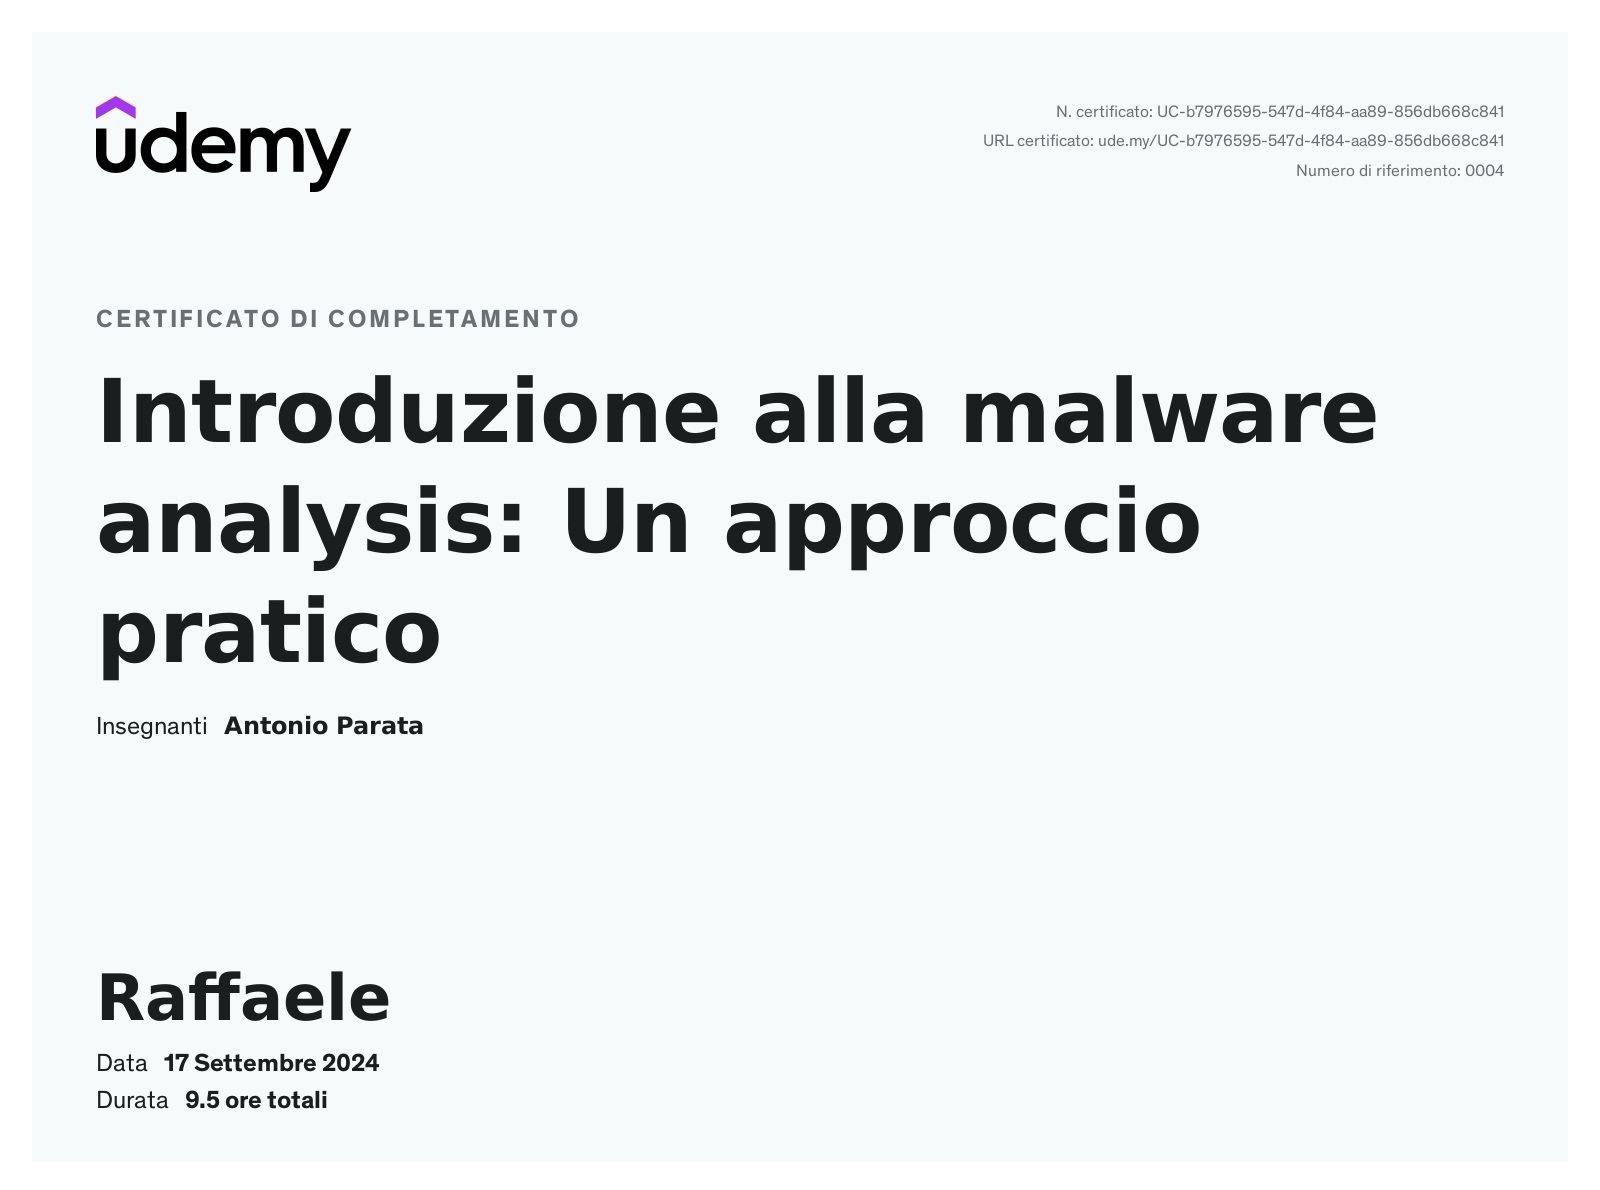 udemy
N. certificato: UC-b7976595-547d-4f84-aa89-856db668c841
URL certificato: ude.my/UC-b7976595-547d-4f84-aa89-856db668c841
Numero di riferimento: 0004
CERTIFICATO DI COMPLETAMENTO
Introduzione alla malware
analysis: Un approccio
pratico
Insegnanti Antonio Parata
Raffaele
Data 17 Settembre 2024
Durata 9.5 ore totali